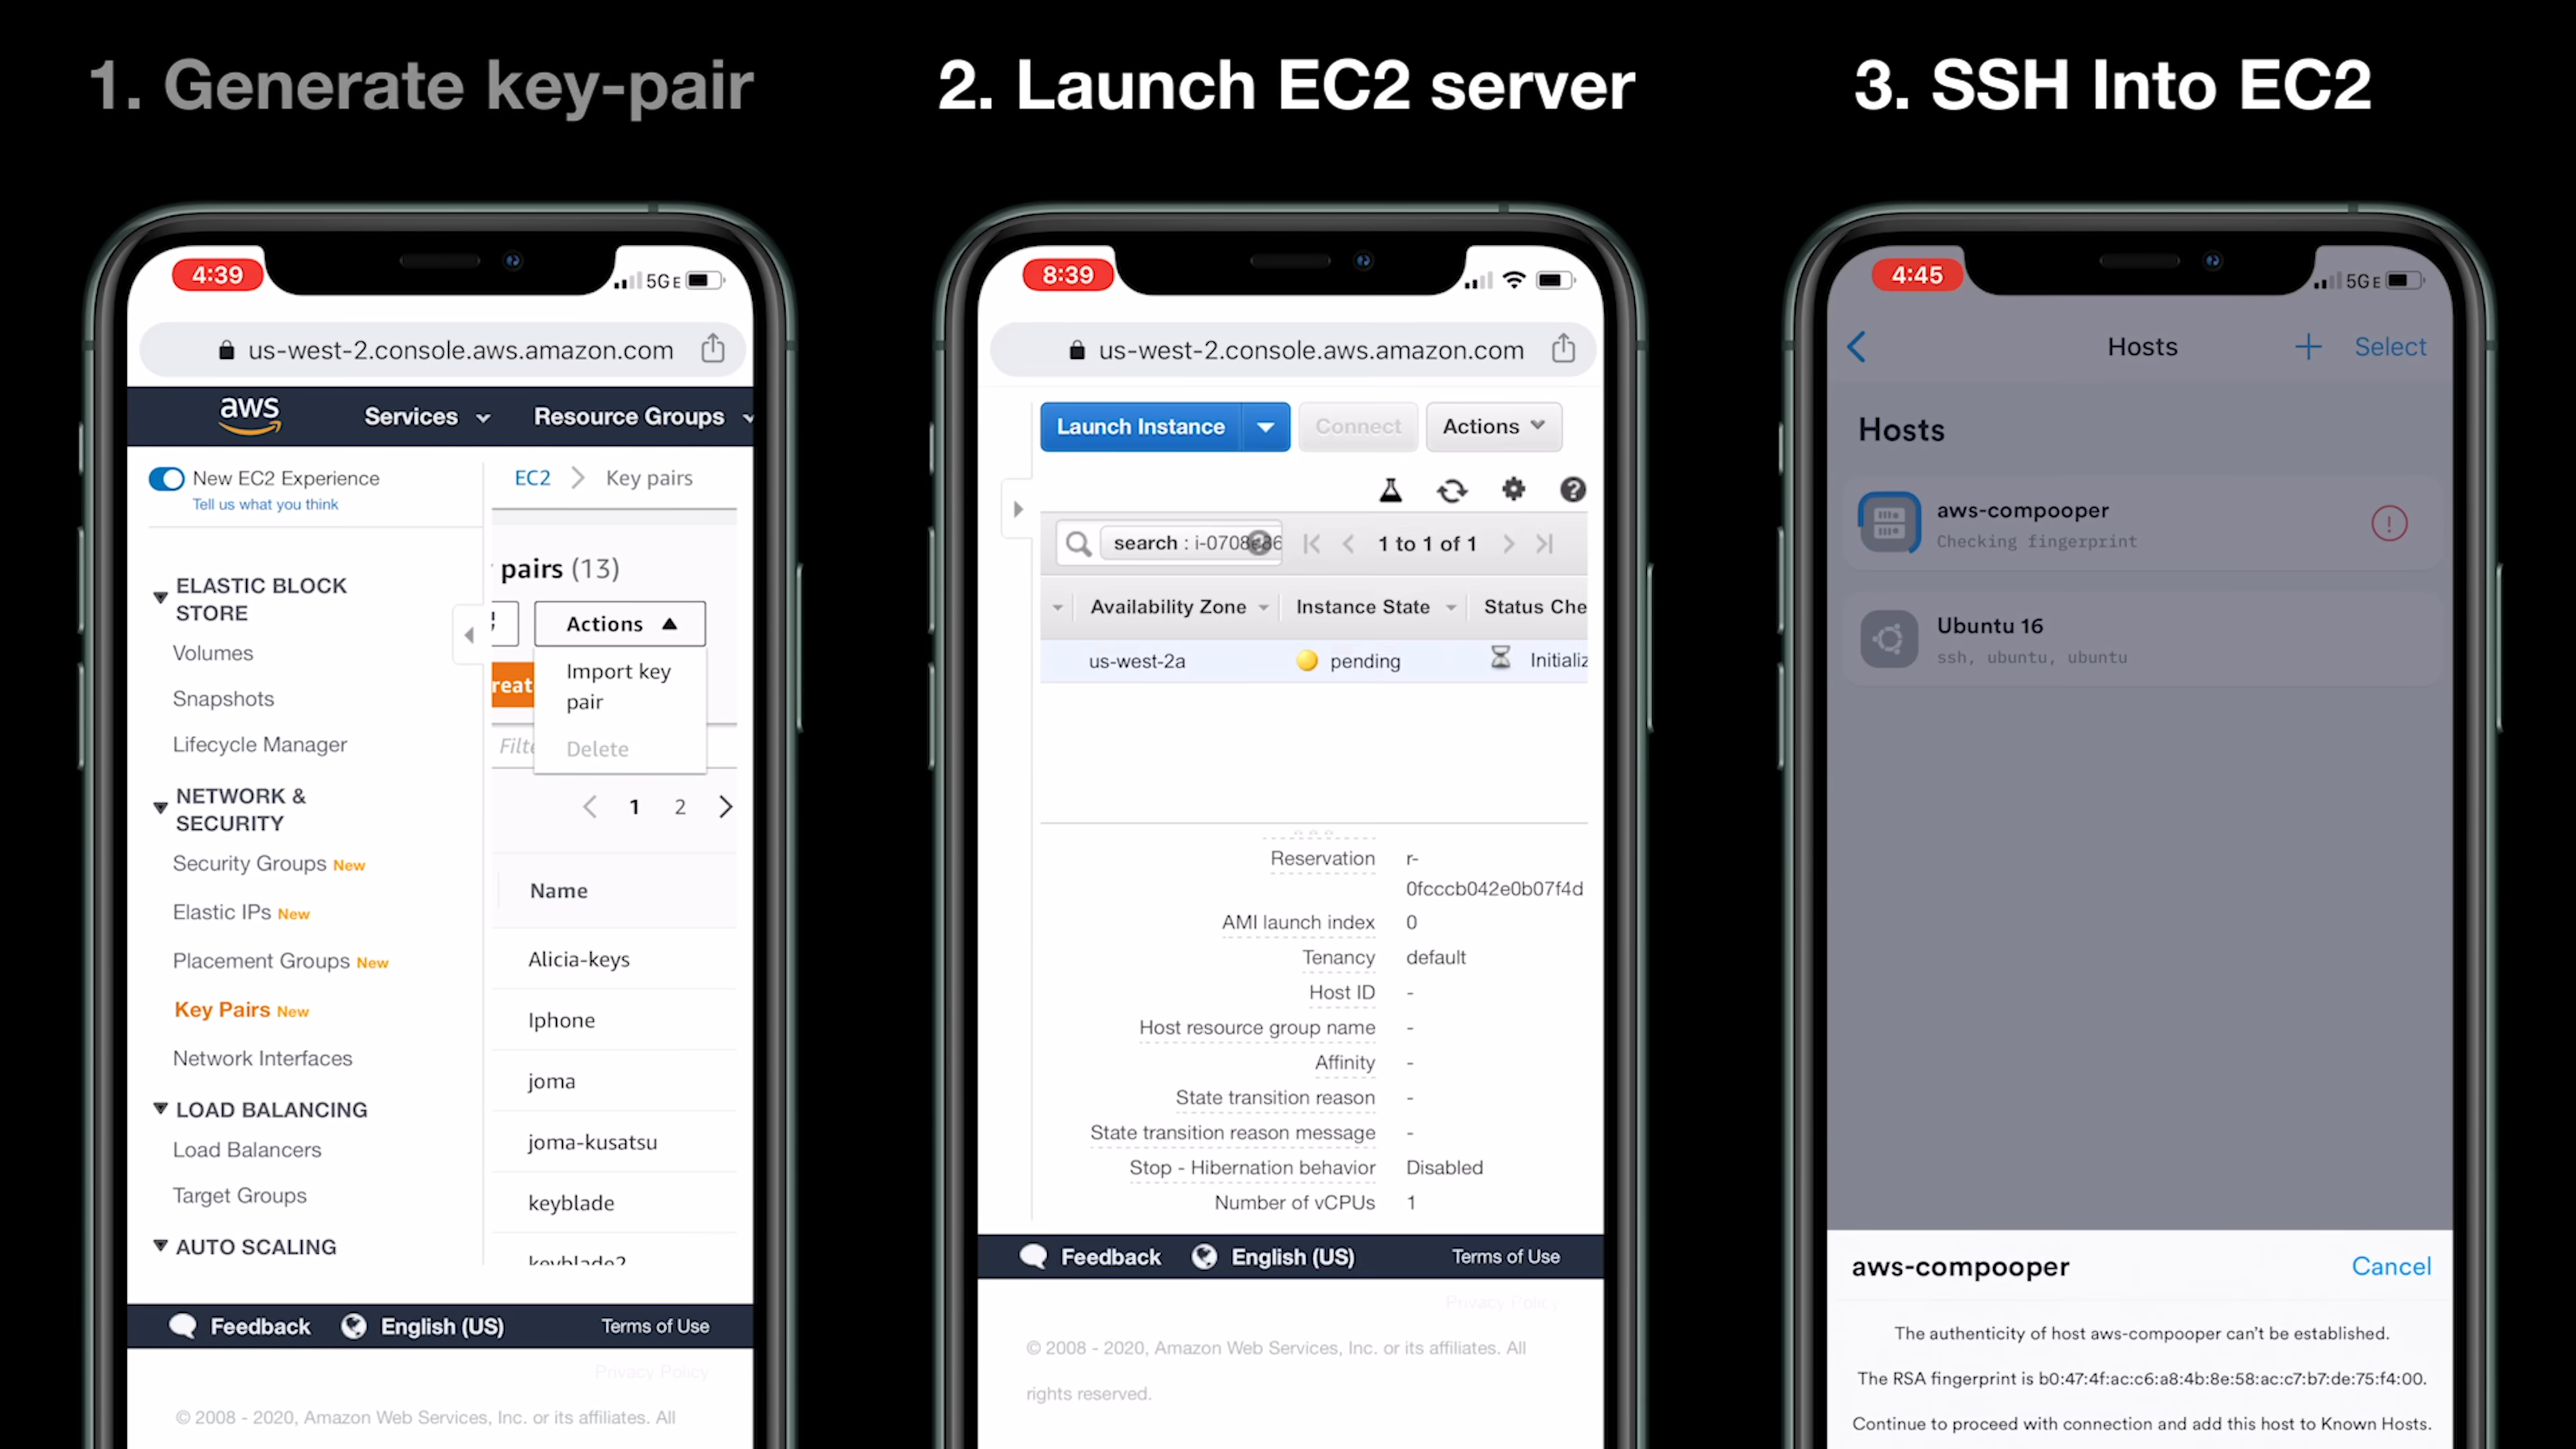 1. Generate key-pair
2. Launch EC2 server
3. SSH Into EC2
4:39
5GE
us-west-2.console.aws.amazon.com
aws
Services
Resource Groups
New EC2 Experience
Tell us what you think
ELASTIC BLOCK
STORE
Volumes
Snapshots
Lifecycle Manager
NETWORK &
SECURITY
Security Groups New
Elastic IPs New
Placement Groups New
Key Pairs New
Network Interfaces
LOAD BALANCING
Load Balancers
Target Groups
AUTO SCALING
EC2 > Key pairs
pairs (13)
Actions
Import key
pair
Delete
reat
Filt
1 2
Name
Alicia-keys
Iphone
joma
joma-kusatsu
keyblade
keyblade2
Feedback
English (US)
Terms of Use
Privacy Policy
© 2008 - 2020, Amazon Web Services, Inc. or its affiliates. All
8:39
us-west-2.console.aws.amazon.com
Launch Instance
Connect
Actions
search : i-0708
1 to 1 of 1
Availability Zone
Instance State
Status Che
us-west-2a
pending
Initializ
Reservation r-
0fcccb042e0b07f4d
AMI launch index 0
Tenancy default
Host ID -
Host resource group name -
Affinity -
State transition reason -
State transition reason message -
Stop - Hibernation behavior Disabled
Number of vCPUs 1
Feedback
English (US)
Terms of Use
Privacy Policy
© 2008 - 2020, Amazon Web Services, Inc. or its affiliates. All
rights reserved.
4:45
5GE
Hosts
+ Select
Hosts
aws-compooper
Checking fingerprint
Ubuntu 16
ssh, ubuntu, ubuntu
aws-compooper
Cancel
The authenticity of host aws-compooper can't be established.
The RSA fingerprint is b0:47:4f:ac:c6:a8:4b:8e:58:ac:c7:b7:de:75:f4:00.
Continue to proceed with connection and add this host to Known Hosts.